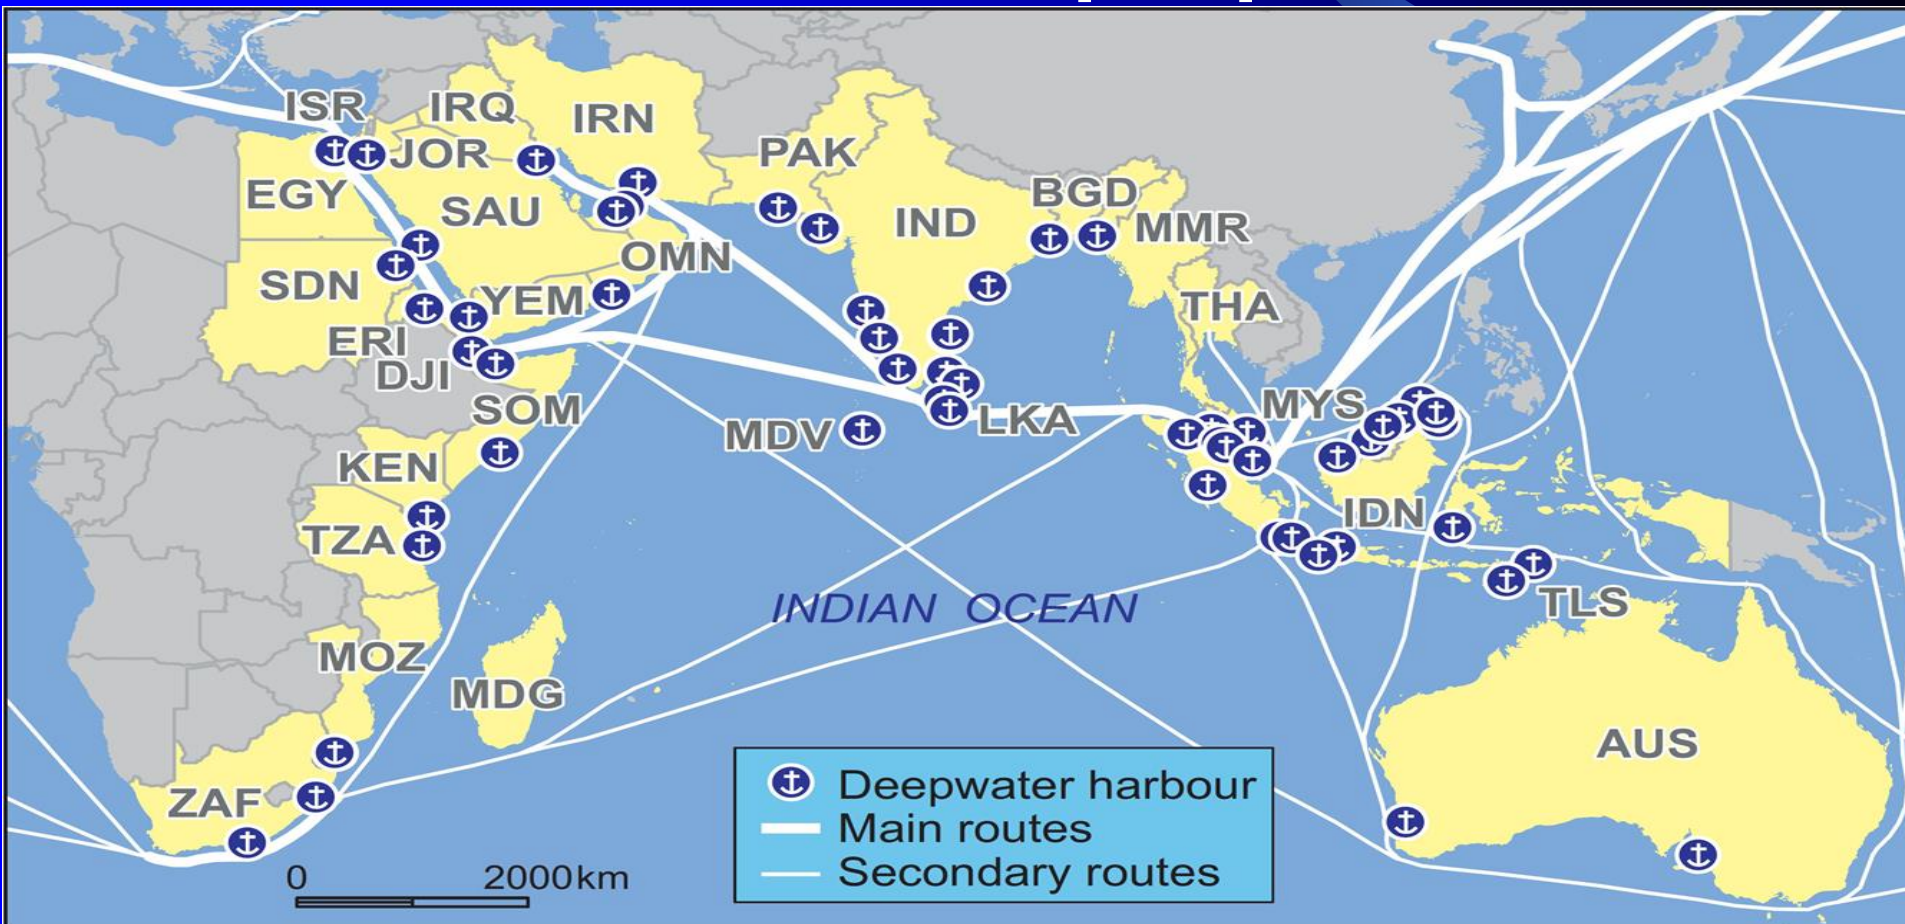 ISR
IRQ
IRN
JOR
PAK
EGY
SAU
BGD
IND
MMR
OMN
SDN
YEM
THA
ERI
DJI
SOM
MYS
MDV
LKA
KEN
IDN
TZA
INDIAN OCEAN
TLS
MOZ
MDG
AUS
ZAF
Deepwater harbour
Main routes
Secondary routes
0 2000km